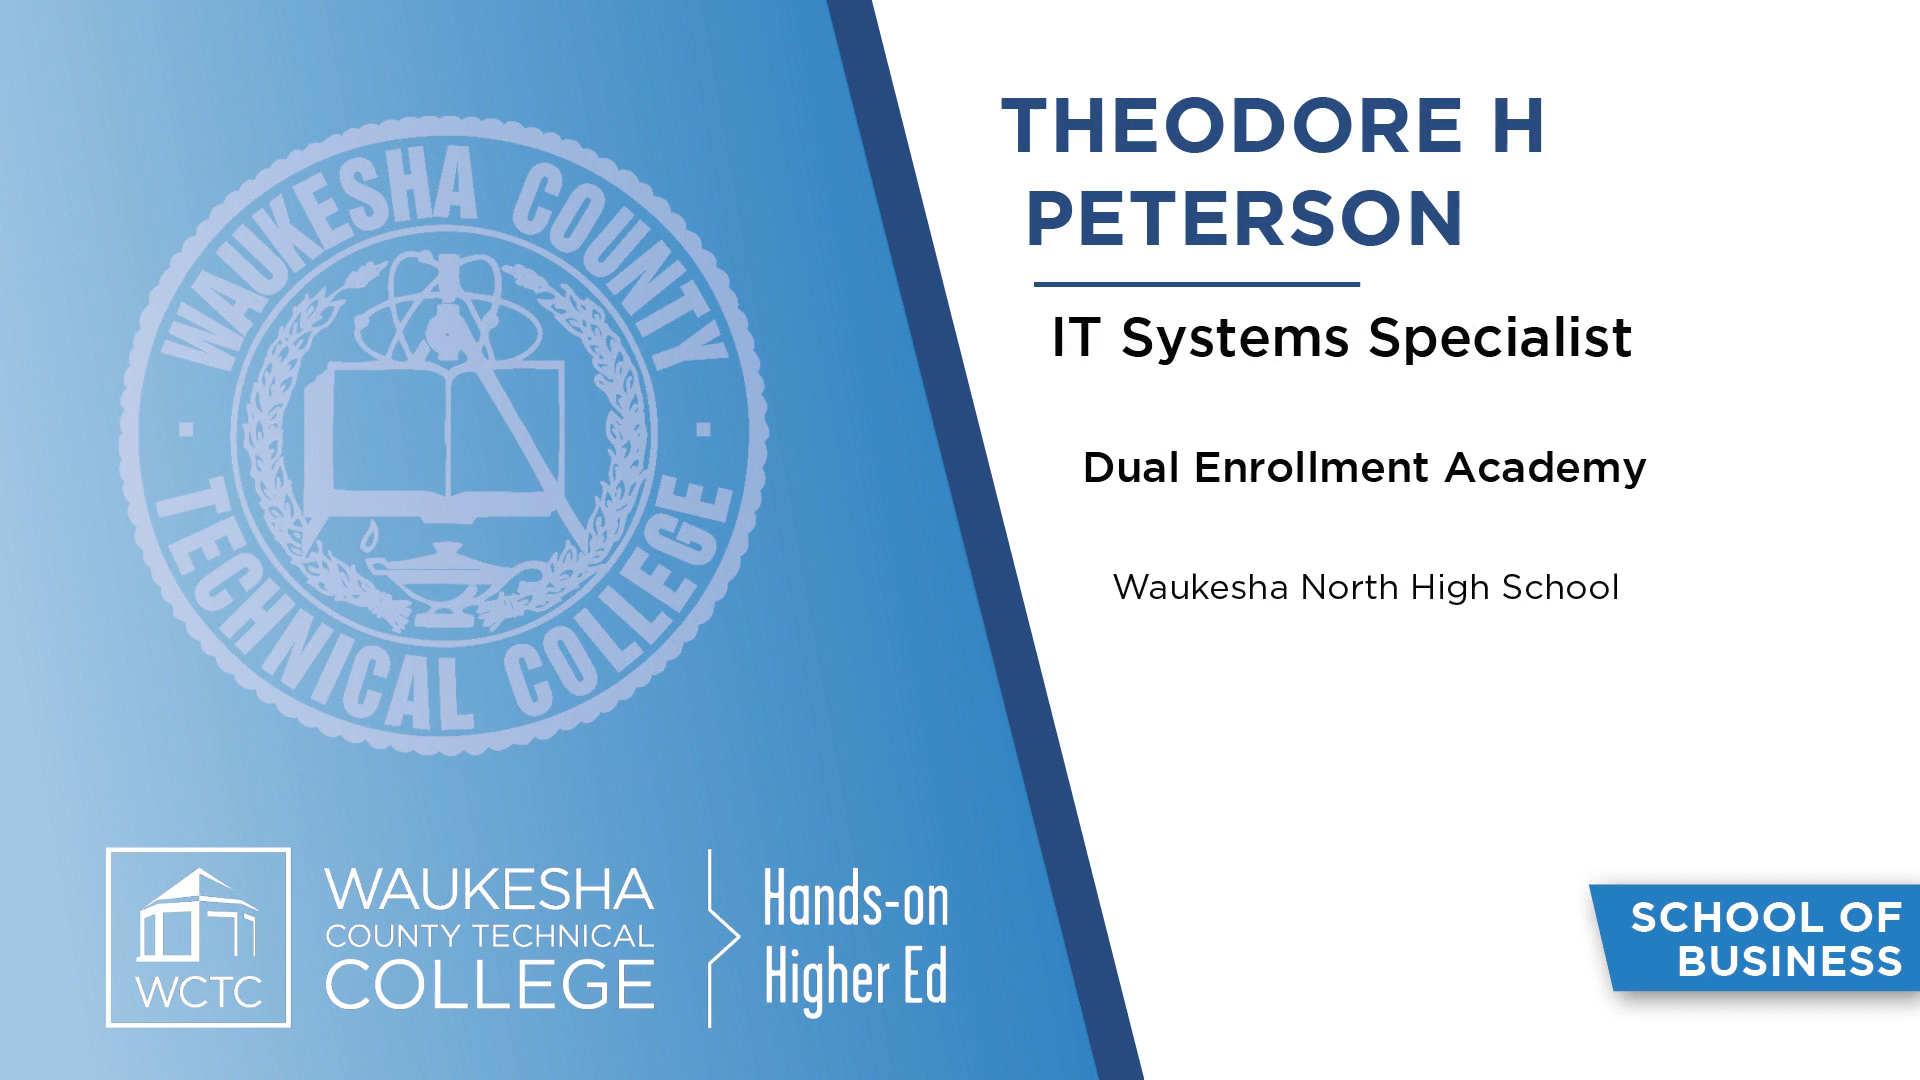 WAUKESHA COUNTY
TECHNICAL COLLEGE
WCTC
WAUKESHA
COUNTY TECHNICAL
COLLEGE
Hands-on
Higher Ed
THEODORE H
PETERSON
IT Systems Specialist
Dual Enrollment Academy
Waukesha North High School
SCHOOL OF
BUSINESS